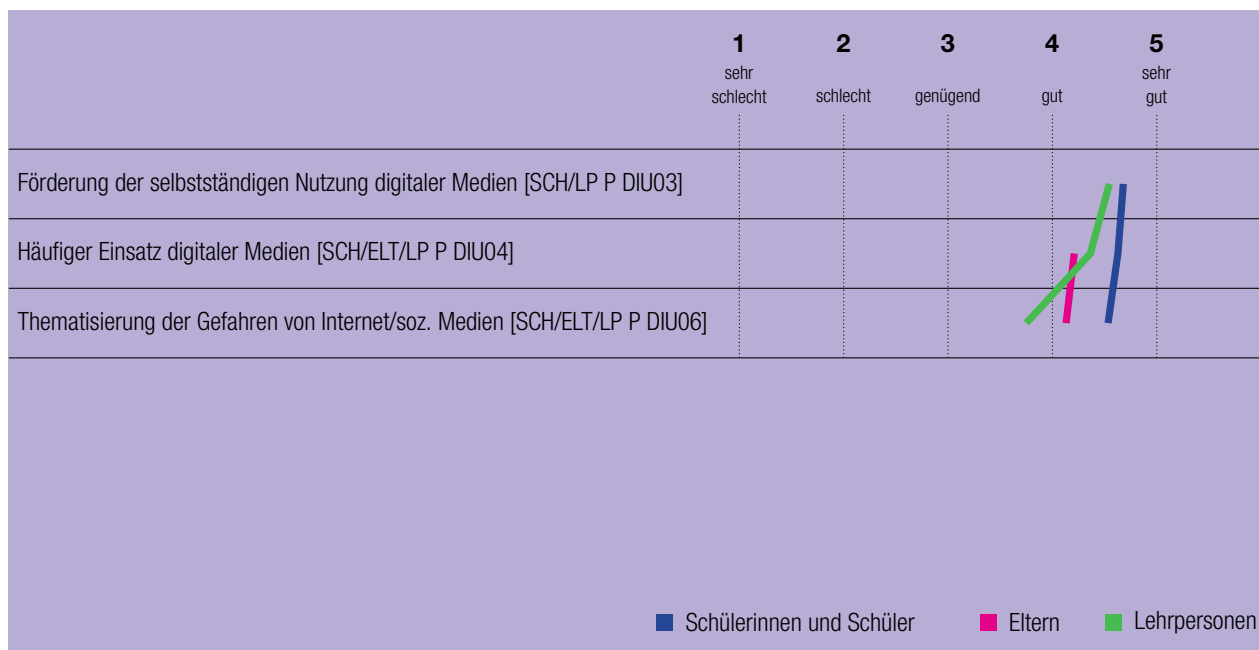 1 2 3 4 5
sehr sehr
schlecht schlecht genügend gut gut
Förderung der selbstständigen Nutzung digitaler Medien [SCH/LP P DIU03]
Häufiger Einsatz digitaler Medien [SCH/ELT/LP P DIU04]
Thematisierung der Gefahren von Internet/soz. Medien [SCH/ELT/LP P DIU06]
Schülerinnen und Schüler Eltern Lehrpersonen